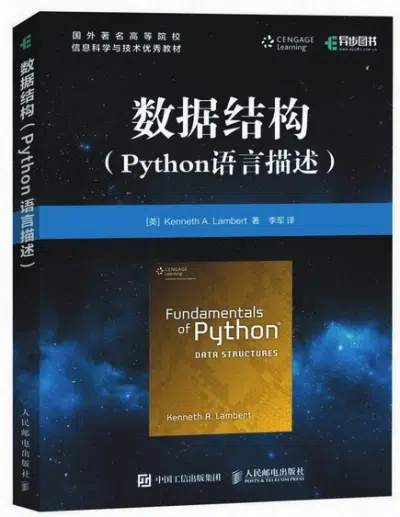 国外著名高等院校
信息科学与技术优秀教材
CENGAGE
Learning
异步图书
数据结构
(Python语言描述)
[美] Kenneth A. Lambert 著 李军 译
CENGAGE
Learning
Fundamentals
of Python
DATA STRUCTURES
Kenneth A. Lambert
中国工信出版集团
人民邮电出版社
POSTS & TELECOM PRESS
数据结构(Python语言描述)
人民邮电出版社